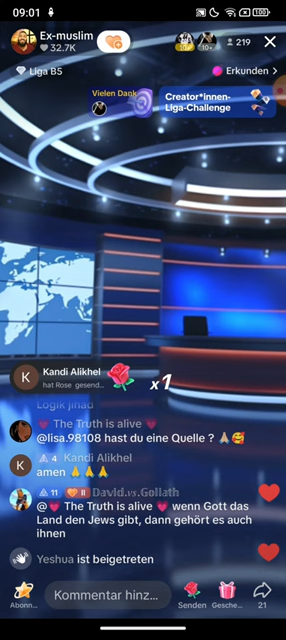 09:01
100
Ex-muslim
32.7K
10+
219
Liga B5
Erkunden >
Vielen Dank
Creator*innen-
Liga-Challenge
K
Kandi Alikhel
hat Rose gesend..
x1
Logik jihad
The Truth is alive
@lisa.98108 hast du eine Quelle ? 🙏🏼🥰
K
4 Kandi Alikhel
amen 🙏🙏🙏
11 II David.vs.Goliath
@💗 The Truth is alive 💗 wenn Gott das
Land den Jews gibt, dann gehört es auch
ihnen
Yeshua ist beigetreten
Abonn...
Kommentar hinz...
Senden
Gesche...
21